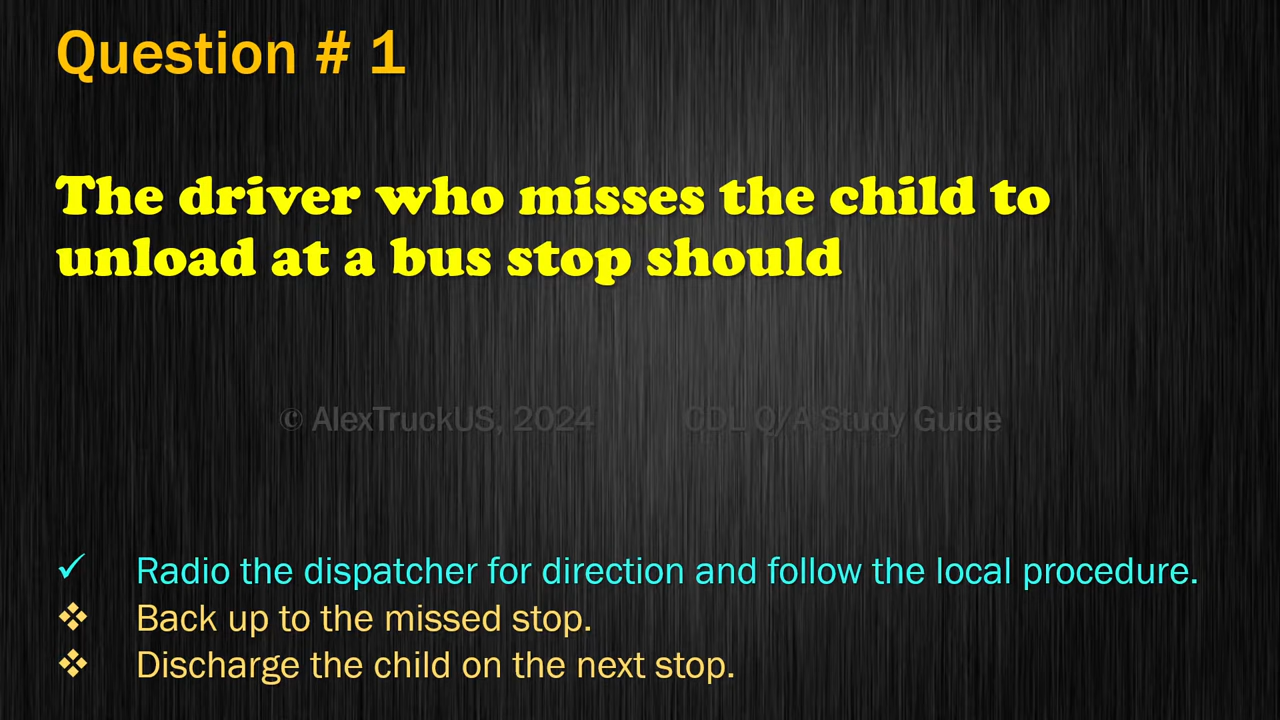 Question # 1
The driver who misses the child to
unload at a bus stop should
© AlexTruckUS, 2024 CDL Q/A Study Guide
✓ Radio the dispatcher for direction and follow the local procedure.
❖ Back up to the missed stop.
❖ Discharge the child on the next stop.